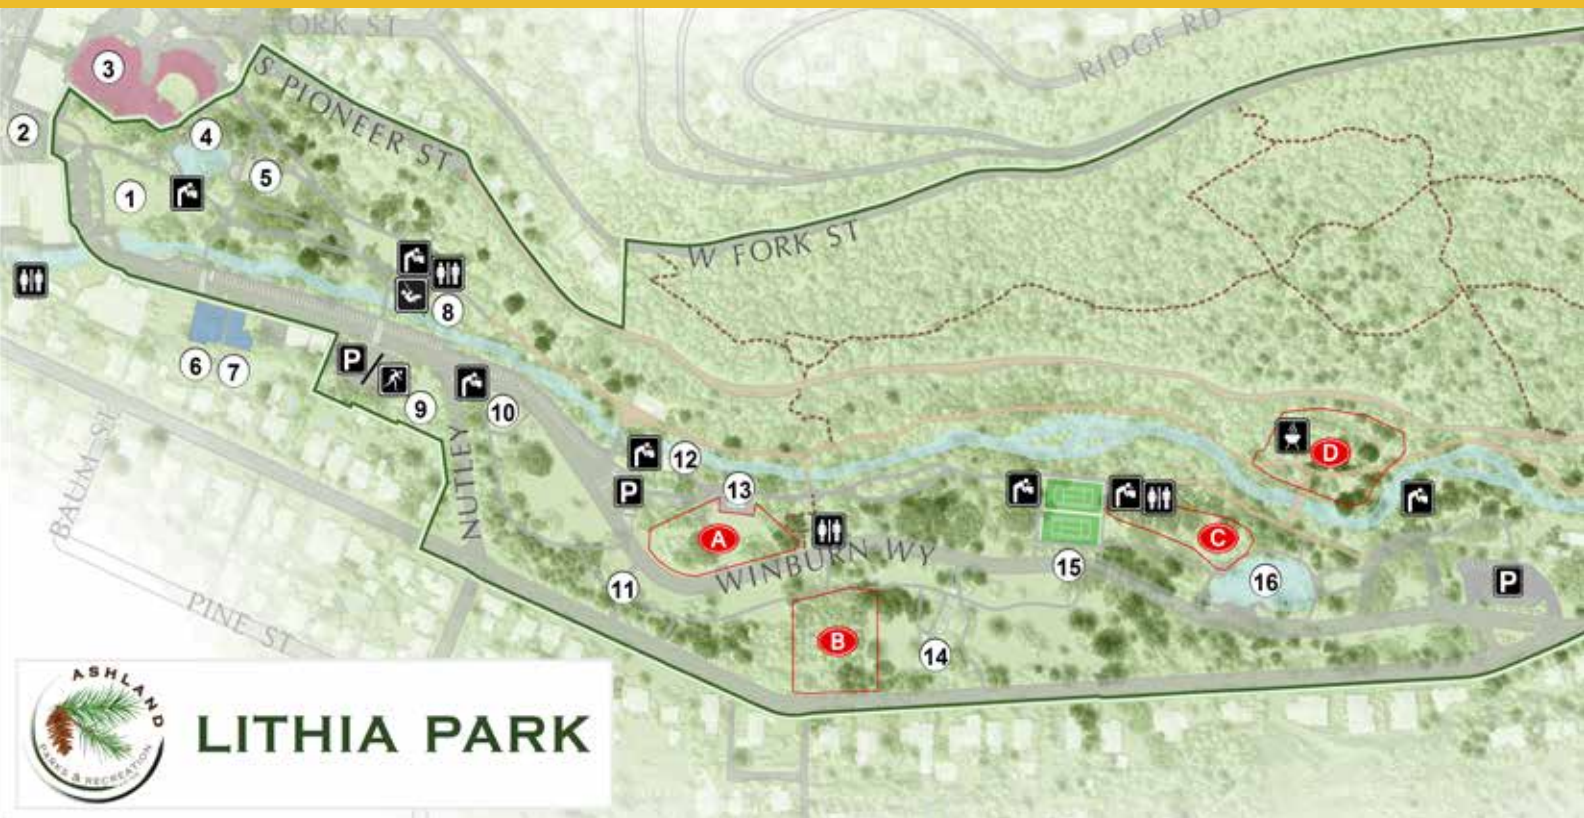 FORK ST
RIDGE RD
3
S PIONEER ST
2
4
5
1
W FORK ST
8
6
7
P
9
10
NUTLEY
12
P
13
D
A
C
WINBURN WY
15
16
P
11
B
14
BAUM ST
PINE ST
ASHLAND
PARKS & RECREATION
LITHIA PARK